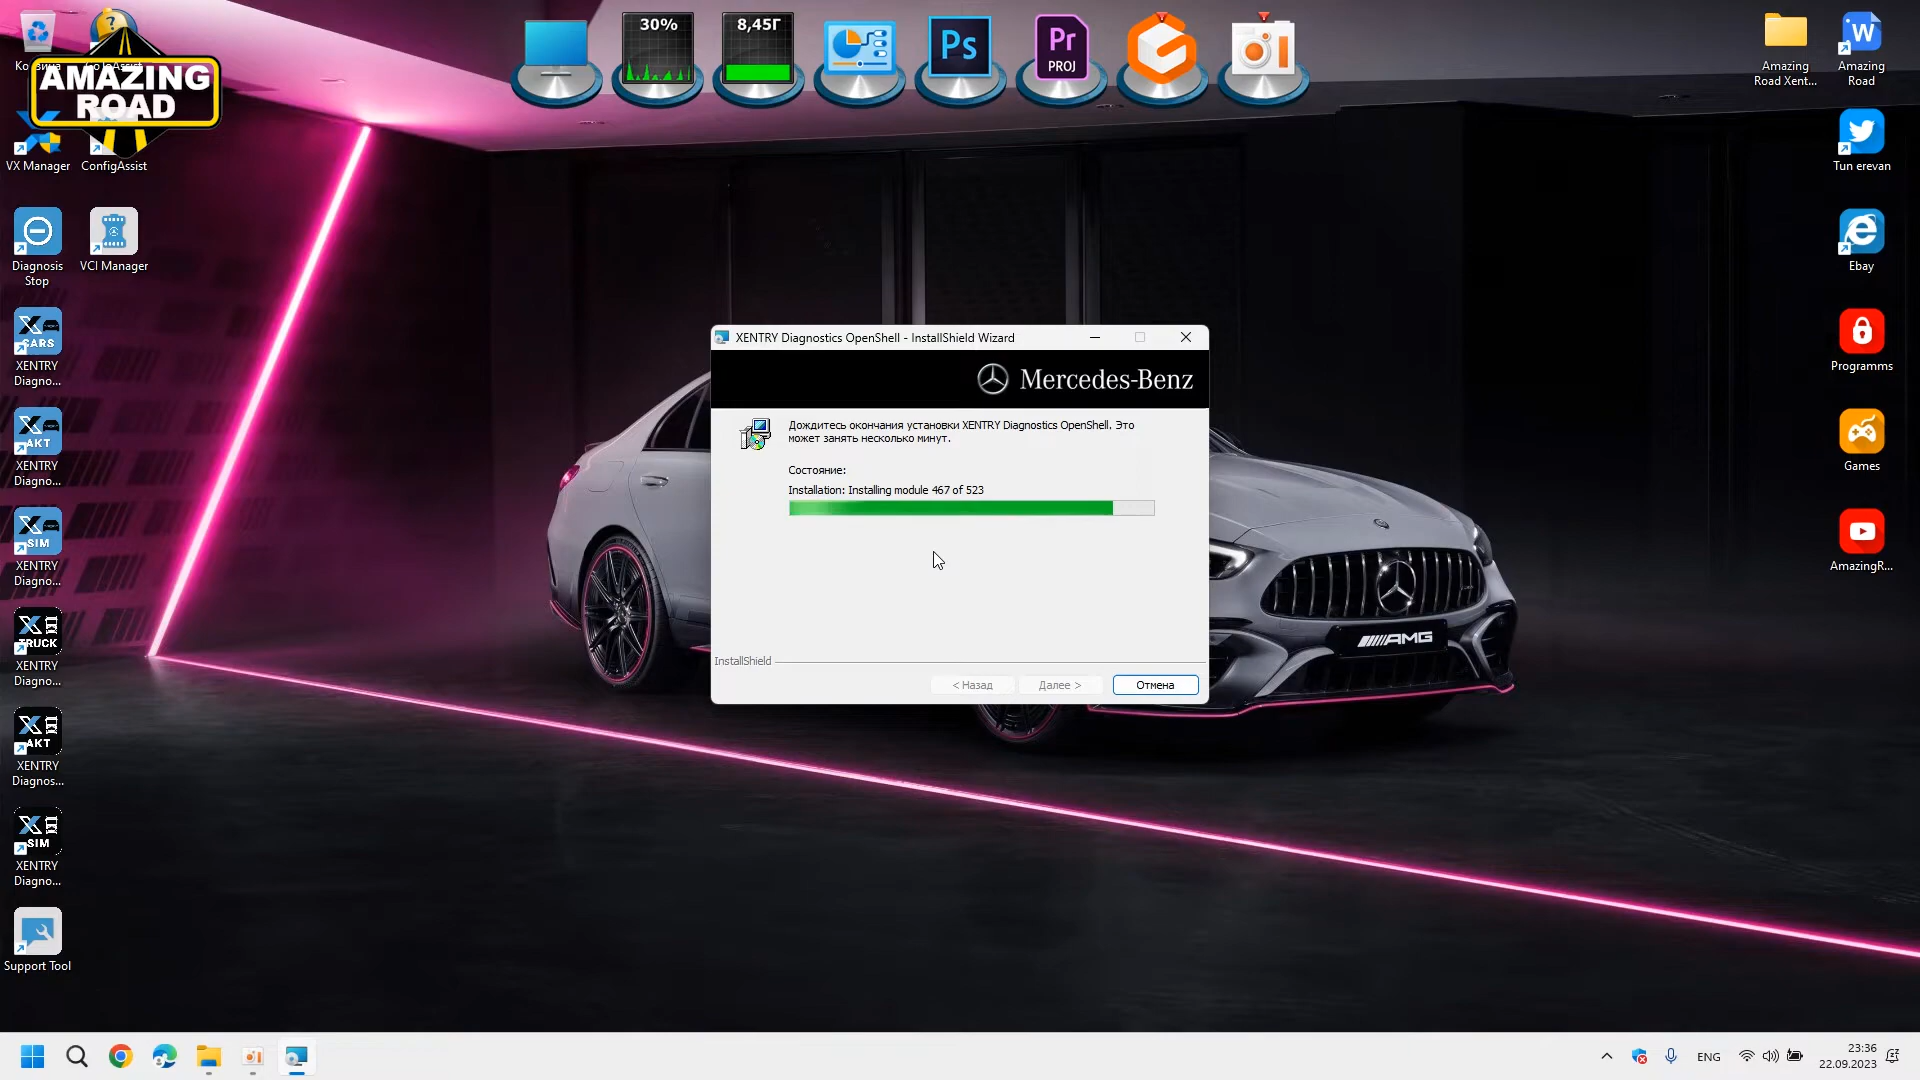 30%
8,45Г
Ps
Pr
PROJ
Amazing
Road Xent...
W
Amazing
Road
AMAZING
ROAD
VX Manager
ConfigAssist
Tun erevan
Diagnosis
Stop
VCI Manager
Ebay
X
CARS
XENTRY
Diagno...
Programms
X
AKT
XENTRY
Diagno...
Games
X
SIM
XENTRY
Diagno...
AmazingR...
X
TRUCK
XENTRY
Diagno...
X
AKT
XENTRY
Diagnos...
X
SIM
XENTRY
Diagno...
Support Tool
XENTRY Diagnostics OpenShell - InstallShield Wizard
Mercedes-Benz
Дождитесь окончания установки XENTRY Diagnostics OpenShell. Это
может занять несколько минут.
Состояние:
Installation: Installing module 467 of 523
InstallShield
< Назад
Далее >
Отмена
AMG
ENG
23:36
22.09.2023